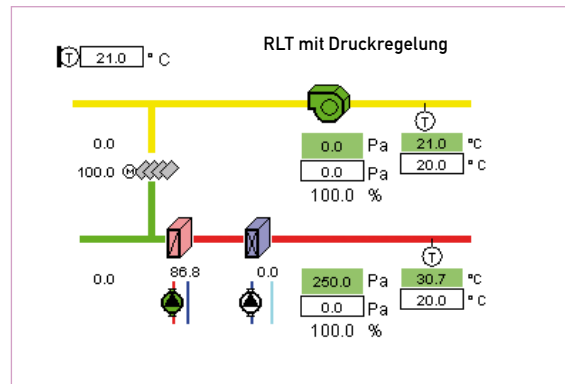 RLT mit Druckregelung
T 21.0 ° C
T
0.0 0.0 Pa 21.0 °C
100.0 M 0.0 Pa 20.0 °C
100.0 %
T
0.0 86.8 0.0 250.0 Pa 30.7 °C
0.0 Pa 20.0 °C
100.0 %